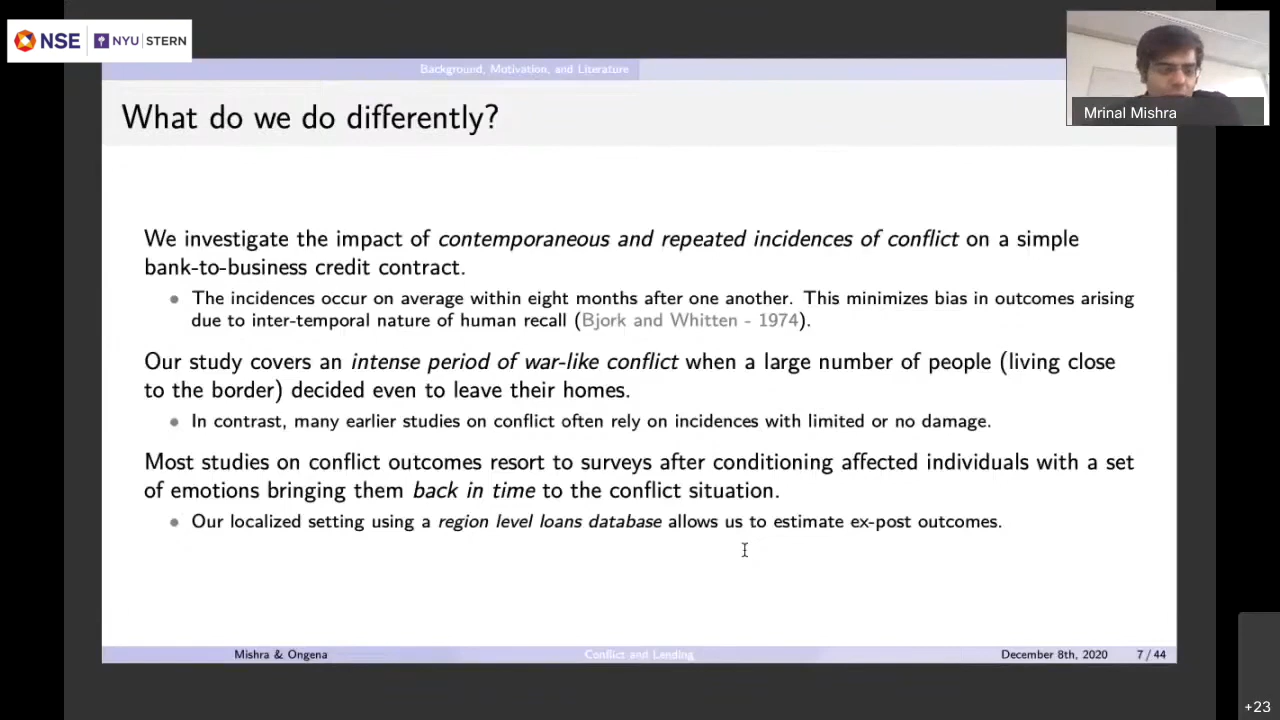 NSE NYU STERN
Background, Motivation, and Literature
What do we do differently?
Mrinal Mishra
We investigate the impact of contemporaneous and repeated incidences of conflict on a simple
bank-to-business credit contract.
The incidences occur on average within eight months after one another. This minimizes bias in outcomes arising
due to inter-temporal nature of human recall (Bjork and Whitten - 1974).
Our study covers an intense period of war-like conflict when a large number of people (living close
to the border) decided even to leave their homes.
In contrast, many earlier studies on conflict often rely on incidences with limited or no damage.
Most studies on conflict outcomes resort to surveys after conditioning affected individuals with a set
of emotions bringing them back in time to the conflict situation.
Our localized setting using a region level loans database allows us to estimate ex-post outcomes.
Mishra & Ongena Conflict and Lending December 8th, 2020 7 / 44
+23